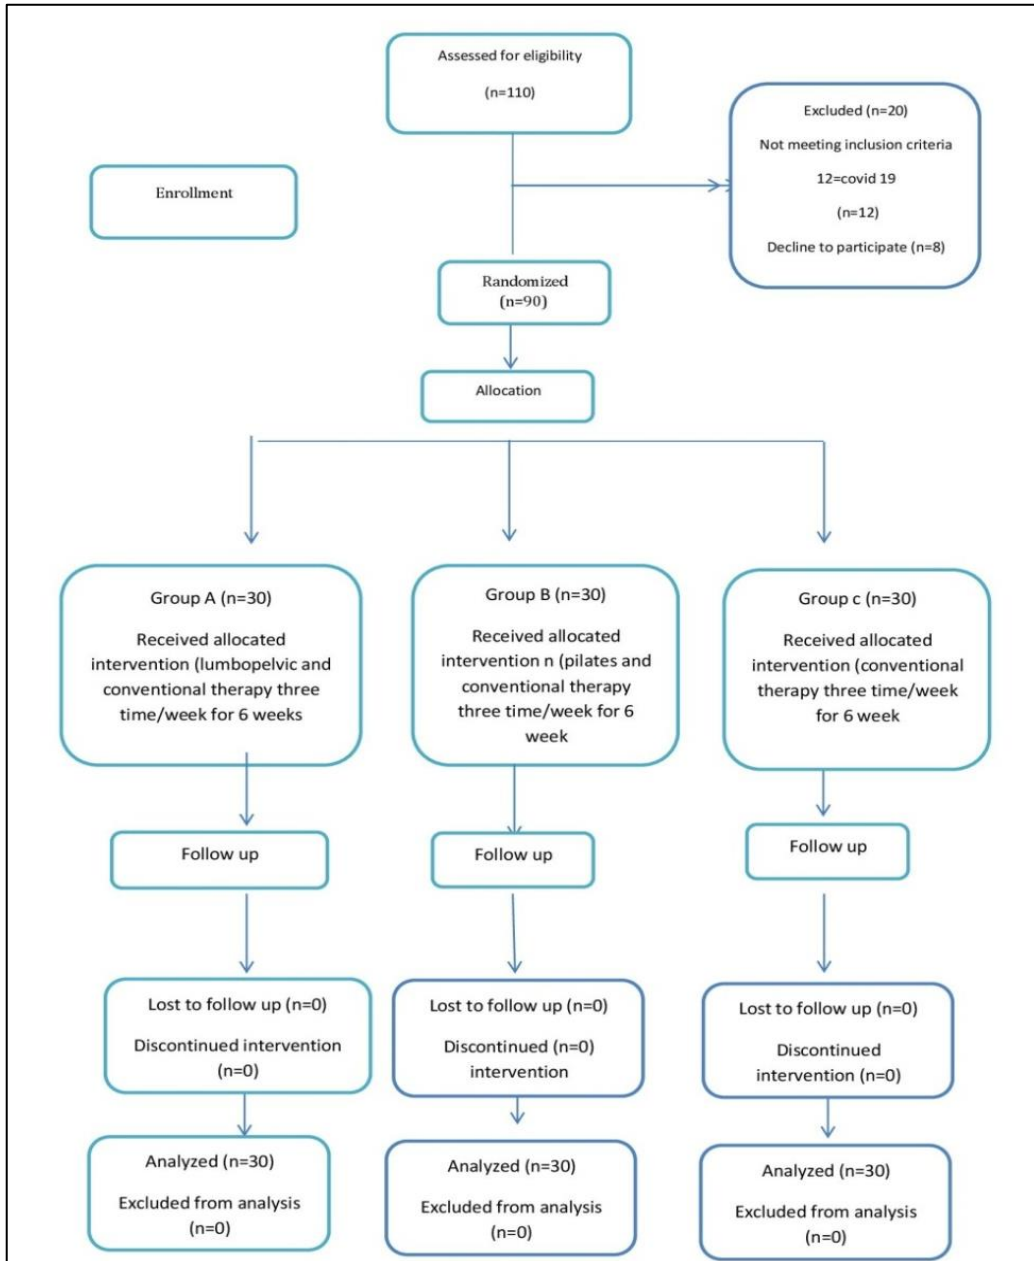 Assessed for eligibility
(n=110)
Excluded (n=20)
Not meeting inclusion criteria
12=covid 19
(n=12)
Decline to participate (n=8)
Enrollment
Randomized
(n=90)
Allocation
Group A (n=30)
Received allocated
intervention (lumbopelvic and
conventional therapy three
time/week for 6 weeks
Group B (n=30)
Received allocated
intervention n (pilates and
conventional therapy
three time/week for 6
week
Group c (n=30)
Received allocated
intervention (conventional
therapy three time/week
for 6 week
Follow up
Follow up
Follow up
Lost to follow up (n=0)
Discontinued intervention
(n=0)
Lost to follow up (n=0)
Discontinued (n=0)
intervention
Lost to follow up (n=0)
Discontinued
intervention (n=0)
Analyzed (n=30)
Excluded from analysis
(n=0)
Analyzed (n=30)
Excluded from analysis
(n=0)
Analyzed (n=30)
Excluded from analysis
(n=0)